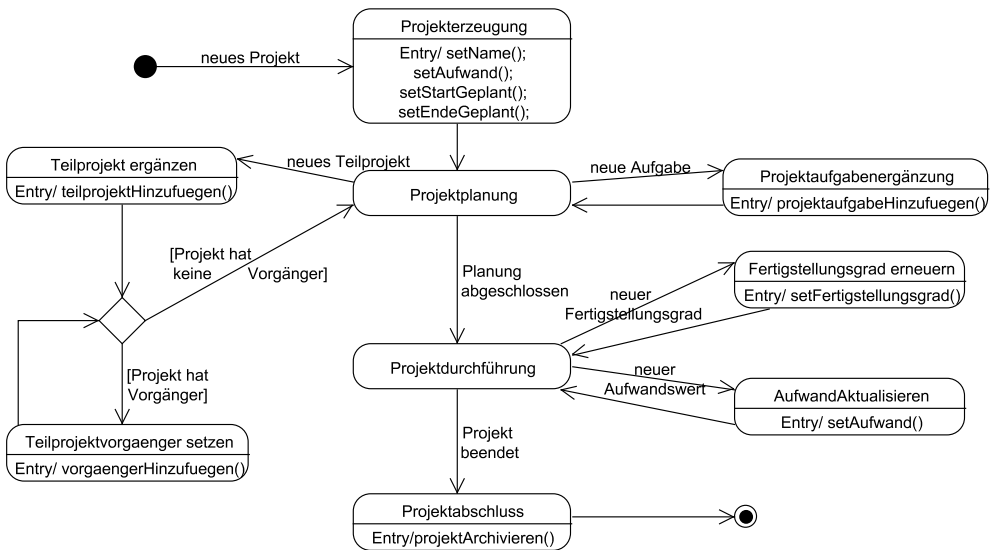 Projekterzeugung
Entry/ setName();
setAufwand();
setStartGeplant();
setEndeGeplant();
neues Projekt
Teilprojekt ergänzen
Entry/ teilprojektHinzufuegen()
neues Teilprojekt
Projektplanung
neue Aufgabe
Projektaufgabenergänzung
Entry/ projektaufgabeHinzufuegen()
[Projekt hat
keine Vorgänger]
Planung
abgeschlossen
neuer
Fertigstellungsgrad
Fertigstellungsgrad erneuern
Entry/ setFertigstellungsgrad()
[Projekt hat
Vorgänger]
Projektdurchführung
neuer
Aufwandswert
AufwandAktualisieren
Entry/ setAufwand()
Teilprojektvorgaenger setzen
Entry/ vorgaengerHinzufuegen()
Projekt
beendet
Projektabschluss
Entry/projektArchivieren()